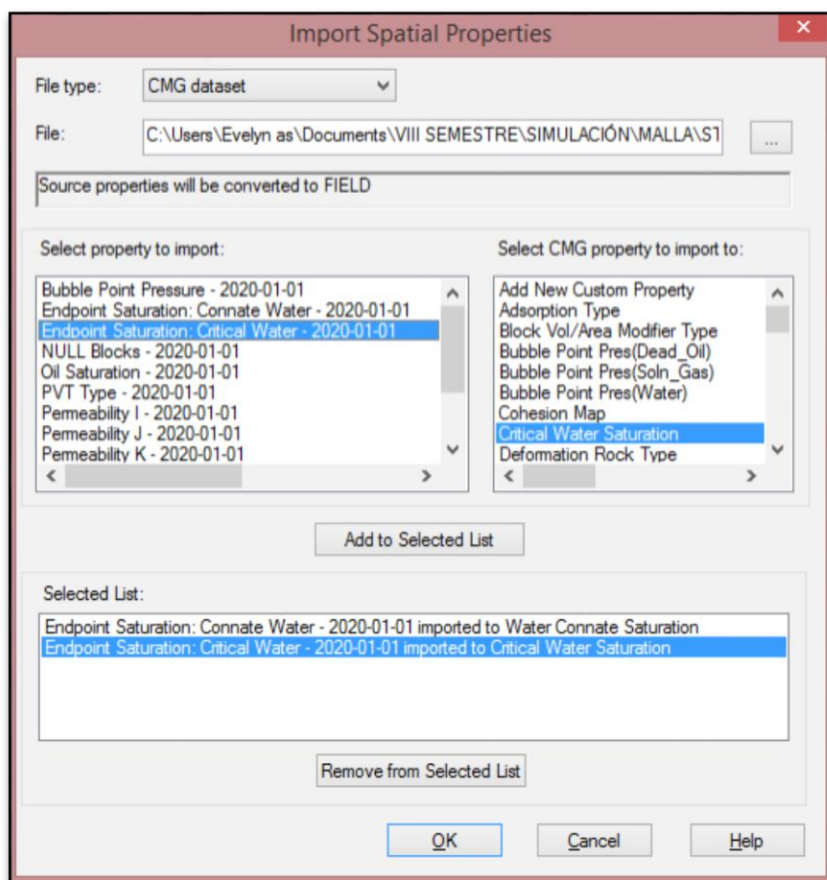 Import Spatial Properties
File type: CMG dataset
File: C:\Users\Evelyn as\Documents\VIII SEMESTRE\SIMULACIÓN\MALLA\ST
...
Source properties will be converted to FIELD
Select property to import:
Bubble Point Pressure - 2020-01-01
Endpoint Saturation: Connate Water - 2020-01-01
Endpoint Saturation: Critical Water - 2020-01-01
NULL Blocks - 2020-01-01
Oil Saturation - 2020-01-01
PVT Type - 2020-01-01
Permeability I - 2020-01-01
Permeability J - 2020-01-01
Permeability K - 2020-01-01
Select CMG property to import to:
Add New Custom Property
Adsorption Type
Block Vol/Area Modifier Type
Bubble Point Pres(Dead_Oil)
Bubble Point Pres(Soln_Gas)
Bubble Point Pres(Water)
Cohesion Map
Critical Water Saturation
Deformation Rock Type
Add to Selected List
Selected List:
Endpoint Saturation: Connate Water - 2020-01-01 imported to Water Connate Saturation
Endpoint Saturation: Critical Water - 2020-01-01 imported to Critical Water Saturation
Remove from Selected List
OK
Cancel
Help